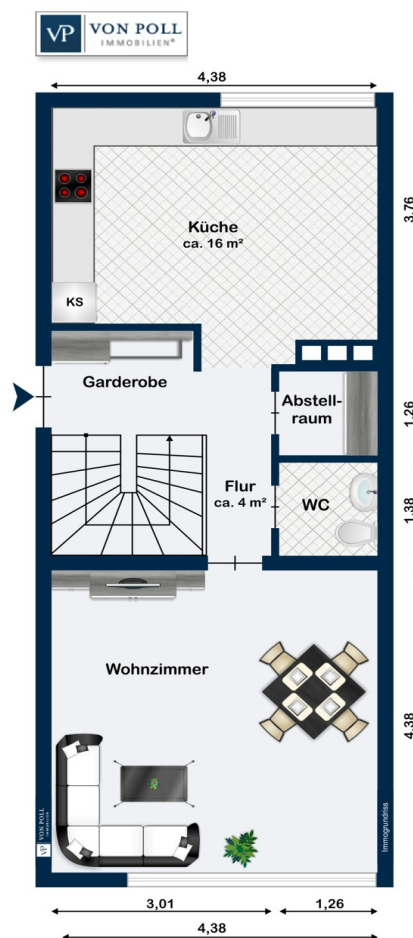 VP VON POLL
IMMOBILIEN®
4,38
3,76
Küche
ca. 16 m²
KS
Garderobe
Abstell-
raum
1,26
Flur
ca. 4 m²
WC
1,38
Wohnzimmer
4,38
VP VON POLL
IMMOBILIEN
Immogrundriss
3,01
1,26
4,38